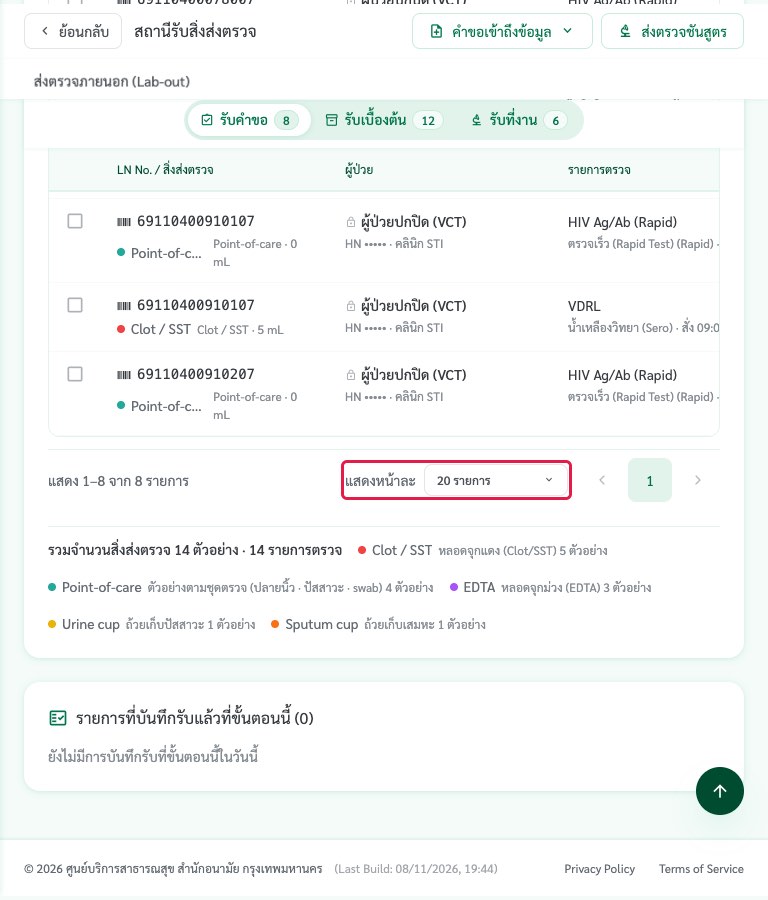 ย้อนกลับ
สถานีรับสิ่งส่งตรวจ
คำขอเข้าถึงข้อมูล
ส่งตรวจชันสูตร
ส่งตรวจภายนอก (Lab-out)
รับคำขอ 8
รับเบื้องต้น 12
รับที่งาน 6
LN No. / สิ่งส่งตรวจ ผู้ป่วย รายการตรวจ
69110400910107 ผู้ป่วยปกปิด (VCT) HIV Ag/Ab (Rapid)
Point-of-c... Point-of-care · 0 mL HN ••••• · คลินิก STI ตรวจเร็ว (Rapid Test) (Rapid) ·
69110400910107 ผู้ป่วยปกปิด (VCT) VDRL
Clot / SST Clot / SST · 5 mL HN ••••• · คลินิก STI น้ำเหลืองวิทยา (Sero) · สั่ง 09:0
69110400910207 ผู้ป่วยปกปิด (VCT) HIV Ag/Ab (Rapid)
Point-of-c... Point-of-care · 0 mL HN ••••• · คลินิก STI ตรวจเร็ว (Rapid Test) (Rapid) ·
แสดง 1–8 จาก 8 รายการ แสดงหน้าละ 20 รายการ 1
รวมจำนวนสิ่งส่งตรวจ 14 ตัวอย่าง · 14 รายการตรวจ Clot / SST หลอดจุกแดง (Clot/SST) 5 ตัวอย่าง
Point-of-care ตัวอย่างตามชุดตรวจ (ปลายนิ้ว · ปัสสาวะ · swab) 4 ตัวอย่าง EDTA หลอดจุกม่วง (EDTA) 3 ตัวอย่าง
Urine cup ถ้วยเก็บปัสสาวะ 1 ตัวอย่าง Sputum cup ถ้วยเก็บเสมหะ 1 ตัวอย่าง
รายการที่บันทึกรับแล้วที่ขั้นตอนนี้ (0)
ยังไม่มีการบันทึกรับที่ขั้นตอนนี้ในวันนี้
© 2026 ศูนย์บริการสาธารณสุข สำนักอนามัย กรุงเทพมหานคร (Last Build: 08/11/2026, 19:44) Privacy Policy Terms of Service